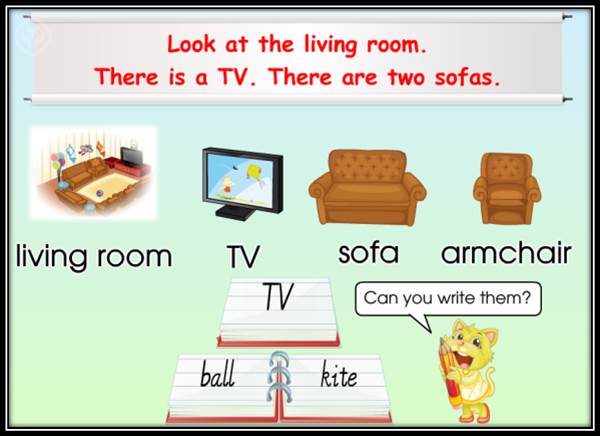 Look at the living room.
There is a TV. There are two sofas.
living room
TV
sofa
armchair
TV
Can you write them?
ball
kite